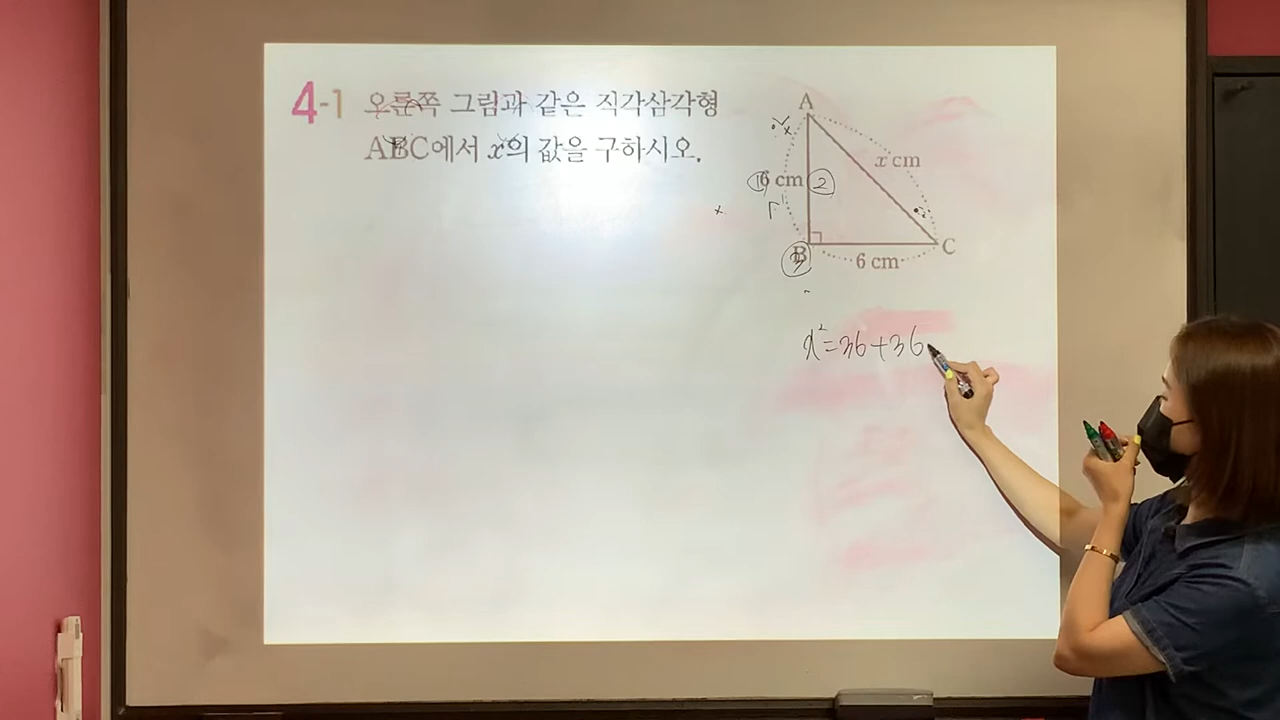 4-1 오른쪽 그림과 같은 직각삼각형
ABC에서 x의 값을 구하시오.
A
x cm
6 cm
②
B
C
6 cm
x²=36+36